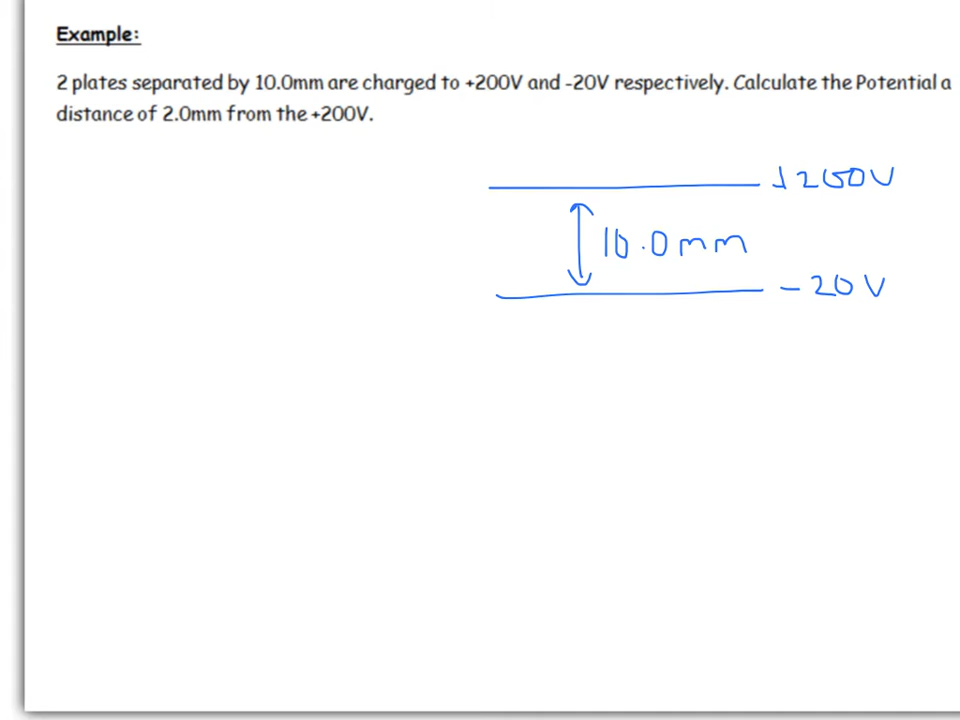 Example:
2 plates separated by 10.0mm are charged to +200V and -20V respectively. Calculate the Potential a
distance of 2.0mm from the +200V.
+200V
10.0mm
-20V